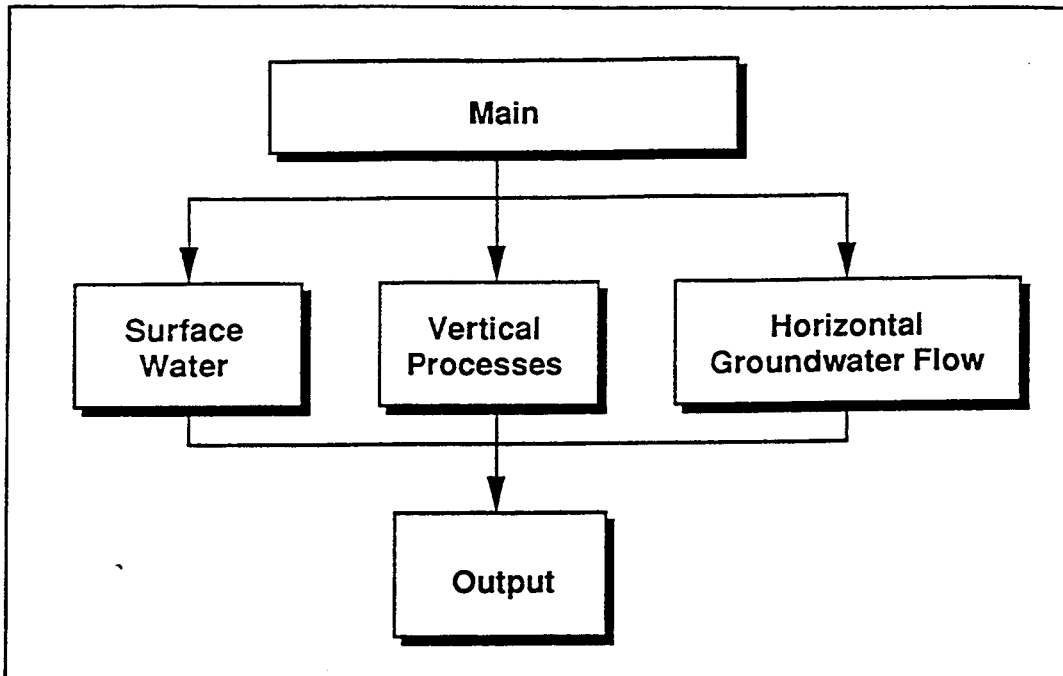 Main
Surface
Water
Vertical
Processes
Horizontal
Groundwater Flow
Output